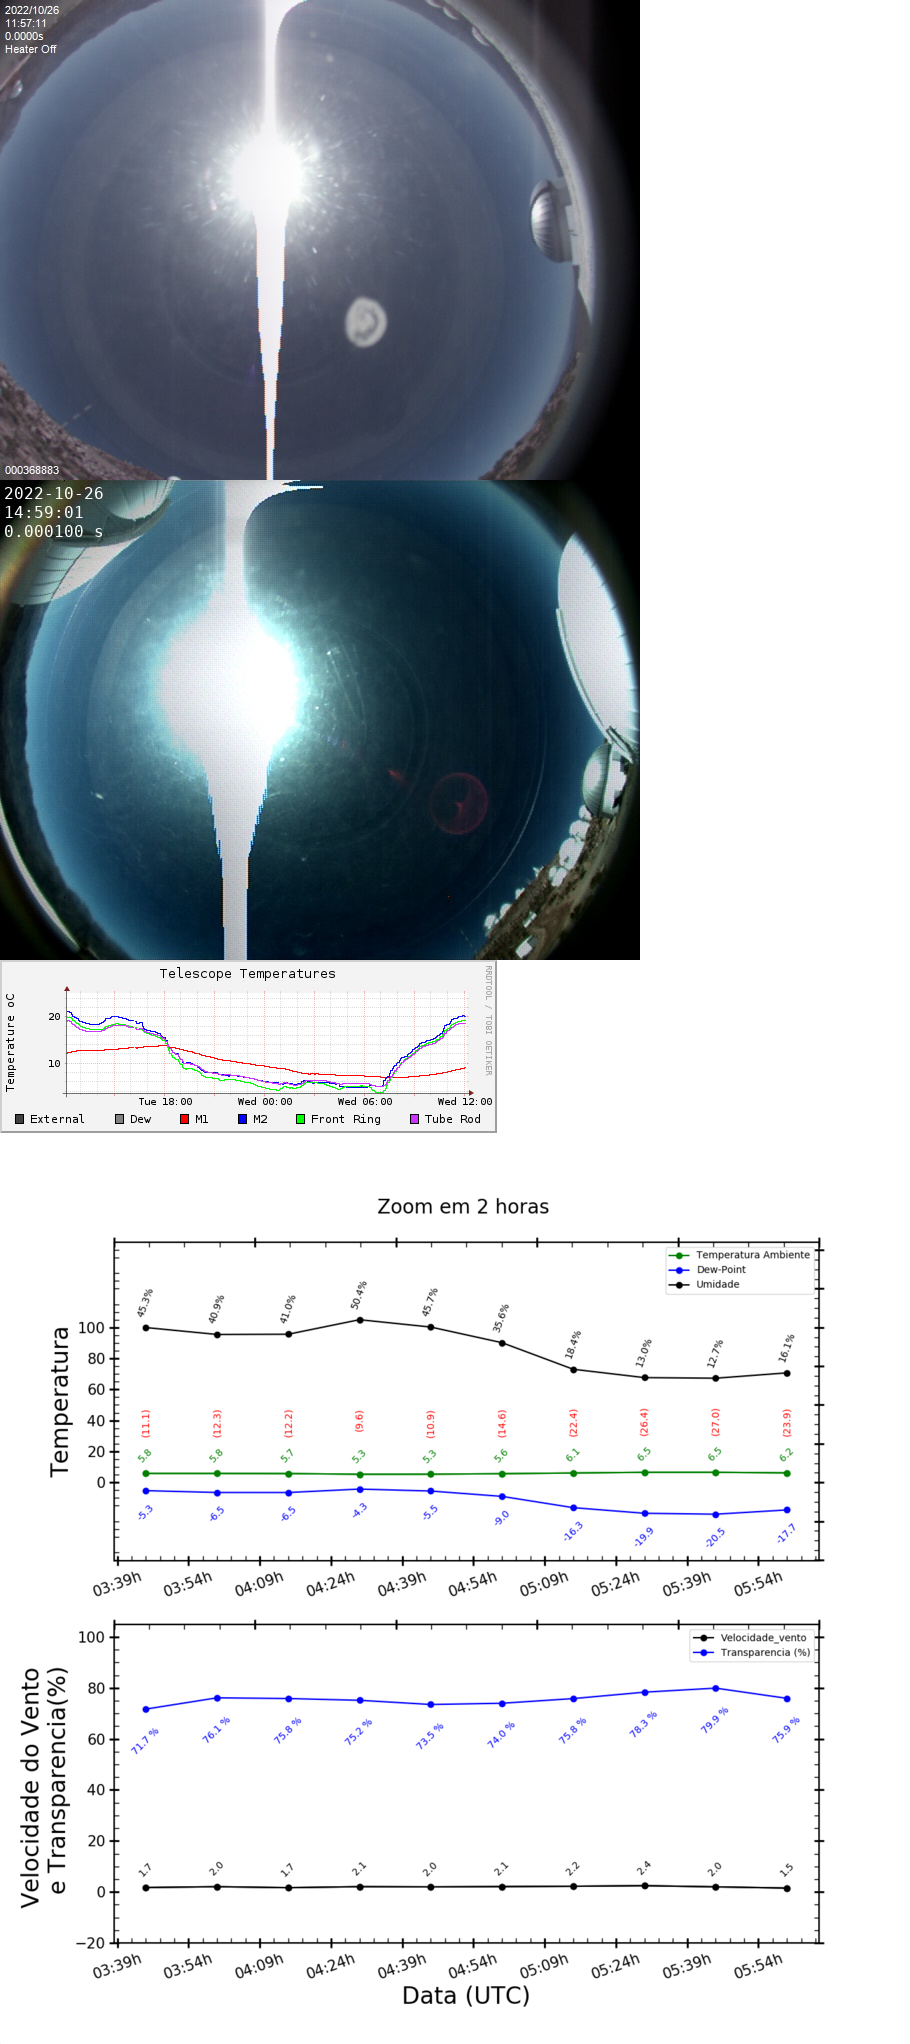 2022/10/26
11:57:11
0.0000s
Heater Off
000368883
2022-10-26
14:59:01
0.000100 s
Telescope Temperatures
RRDTOOL / TOBI OETIKER
Temperature oC
20
10
Tue 18:00 Wed 00:00 Wed 06:00 Wed 12:00
External Dew M1 M2 Front Ring Tube Rod
Zoom em 2 horas
Temperatura Ambiente
Dew-Point
Umidade
Temperatura
100
80
60
40
20
0
45.3% 40.9% 41.0% 50.4% 45.7% 35.6% 18.4% 13.0% 12.7% 16.1%
(11.1) (12.3) (12.2) (9.6) (10.9) (14.6) (22.4) (26.4) (27.0) (23.9)
5.8 5.8 5.7 5.3 5.3 5.6 6.1 6.5 6.5 6.2
-5.3 -6.5 -6.5 -4.3 -5.5 -9.0 -16.3 -19.9 -20.5 -17.7
03:39h 03:54h 04:09h 04:24h 04:39h 04:54h 05:09h 05:24h 05:39h 05:54h
Velocidade_vento
Transparencia (%)
Velocidade do Vento
e Transparencia(%)
100
80
60
40
20
0
−20
71.7 % 76.1 % 75.8 % 75.2 % 73.5 % 74.0 % 75.8 % 78.3 % 79.9 % 75.9 %
1.7 2.0 1.7 2.1 2.0 2.1 2.2 2.4 2.0 1.5
03:39h 03:54h 04:09h 04:24h 04:39h 04:54h 05:09h 05:24h 05:39h 05:54h
Data (UTC)